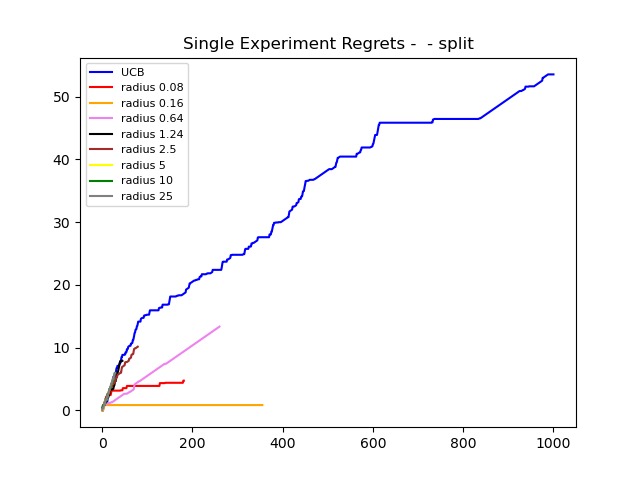 Single Experiment Regrets -  - split
UCB
radius 0.08
radius 0.16
radius 0.64
radius 1.24
radius 2.5
radius 5
radius 10
radius 25
50
40
30
20
10
0
0 200 400 600 800 1000